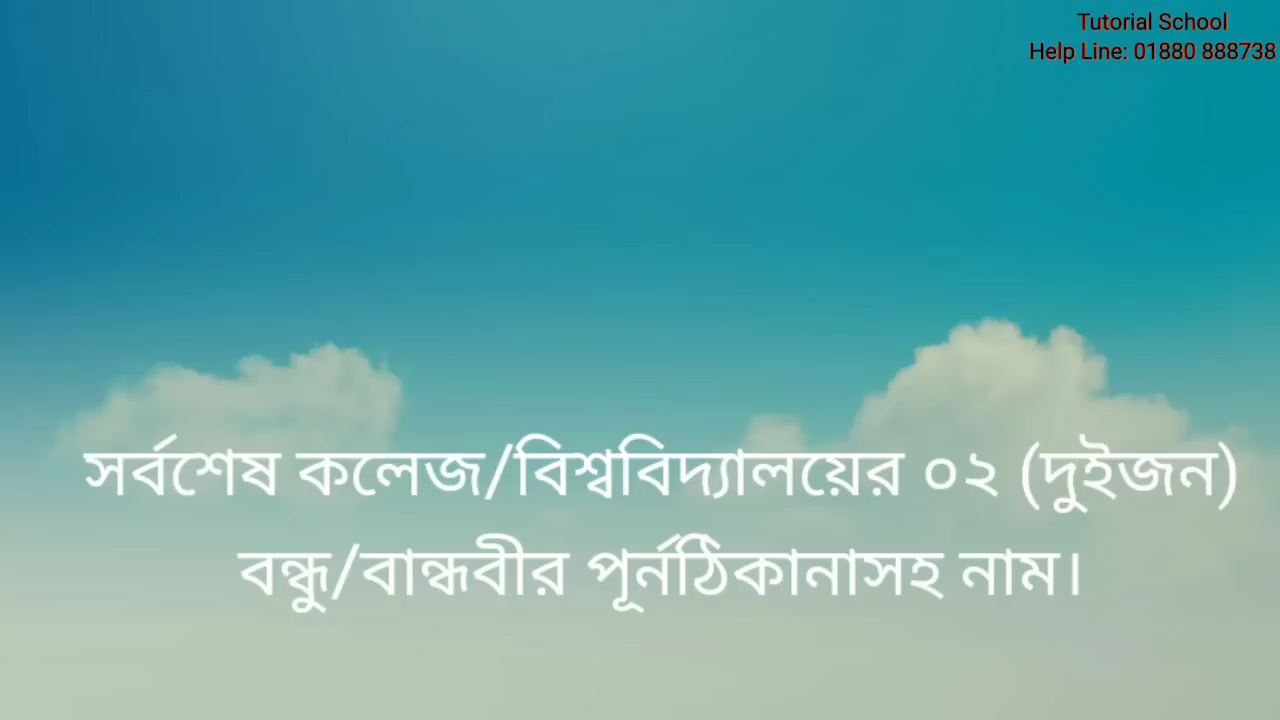 Tutorial School
Help Line: 01880 888738
সর্বশেষ কলেজ/বিশ্ববিদ্যালয়ের ০২ (দুইজন)
বন্ধু/বান্ধবীর পূর্নঠিকানাসহ নাম।